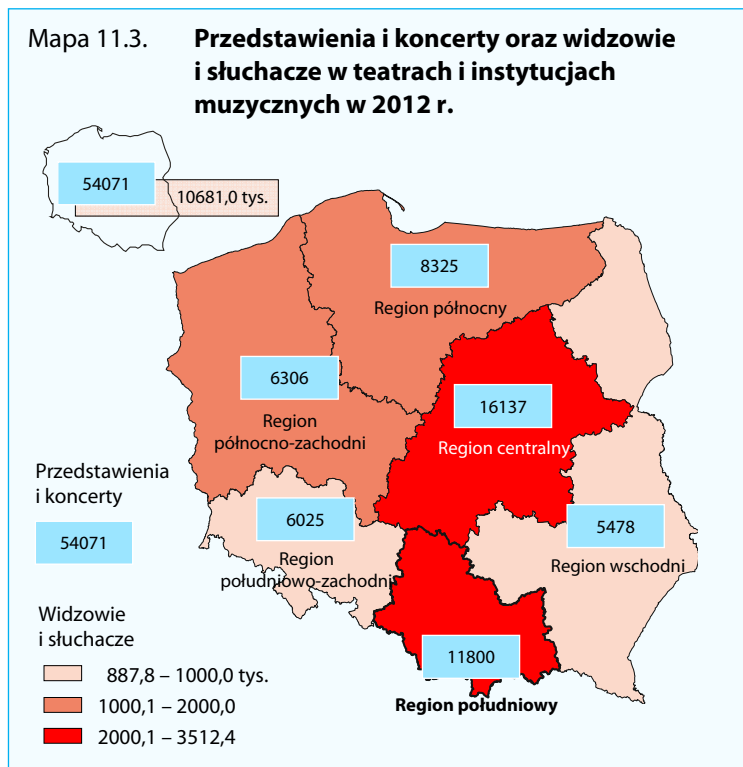 Mapa 11.3. Przedstawienia i koncerty oraz widzowie
i słuchacze w teatrach i instytucjach
muzycznych w 2012 r.
54071
10681,0 tys.
8325
Region północny
6306
Region
północno-zachodni
16137
Region centralny
Przedstawienia
i koncerty
54071
6025
Region
południowo-zachodni
5478
Region wschodni
Widzowie
i słuchacze
887,8 – 1000,0 tys.
1000,1 – 2000,0
2000,1 – 3512,4
11800
Region południowy